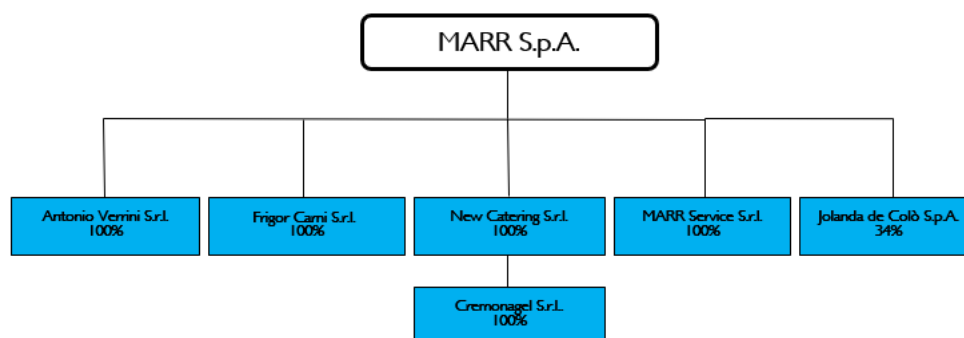 MARR S.p.A.
Antonio Verrini S.r.l.
100%
Frigor Carni S.r.l.
100%
New Catering S.r.l.
100%
MARR Service S.r.l.
100%
Jolanda de Colò S.p.A.
34%
Cremonagel S.r.l.
100%